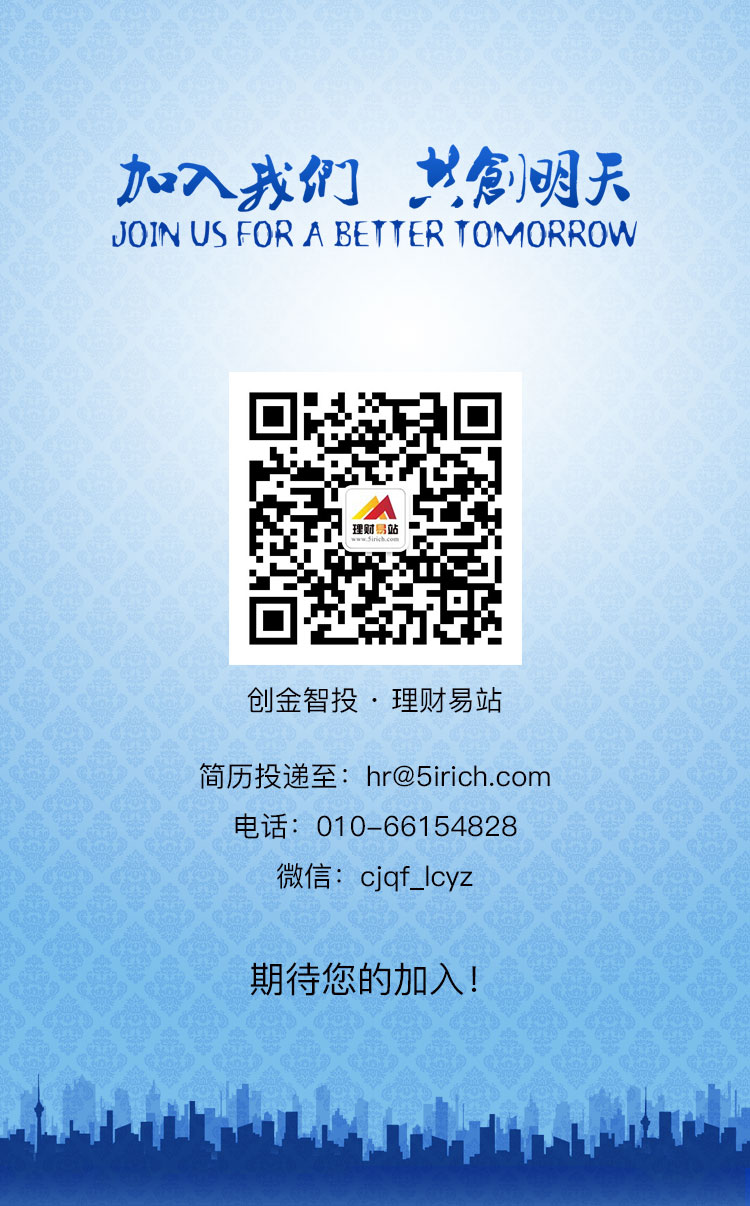 加入我們 共創明天
JOIN US FOR A BETTER TOMORROW
理财易站
www.5irich.com
创金智投·理财易站
简历投递至：hr@5irich.com
电话：010-66154828
微信：cjqf_lcyz
期待您的加入！